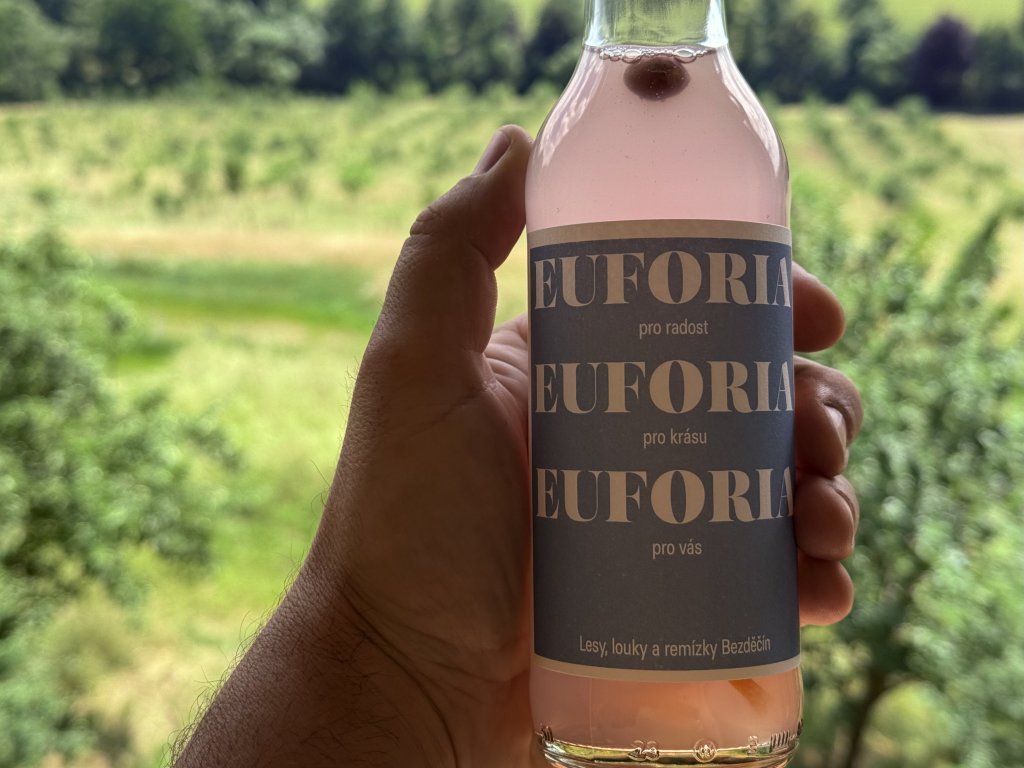 EUFORIA
pro radost
EUFORIA
pro krásu
EUFORIA
pro vás
Lesy, louky a remízky Bezděčín